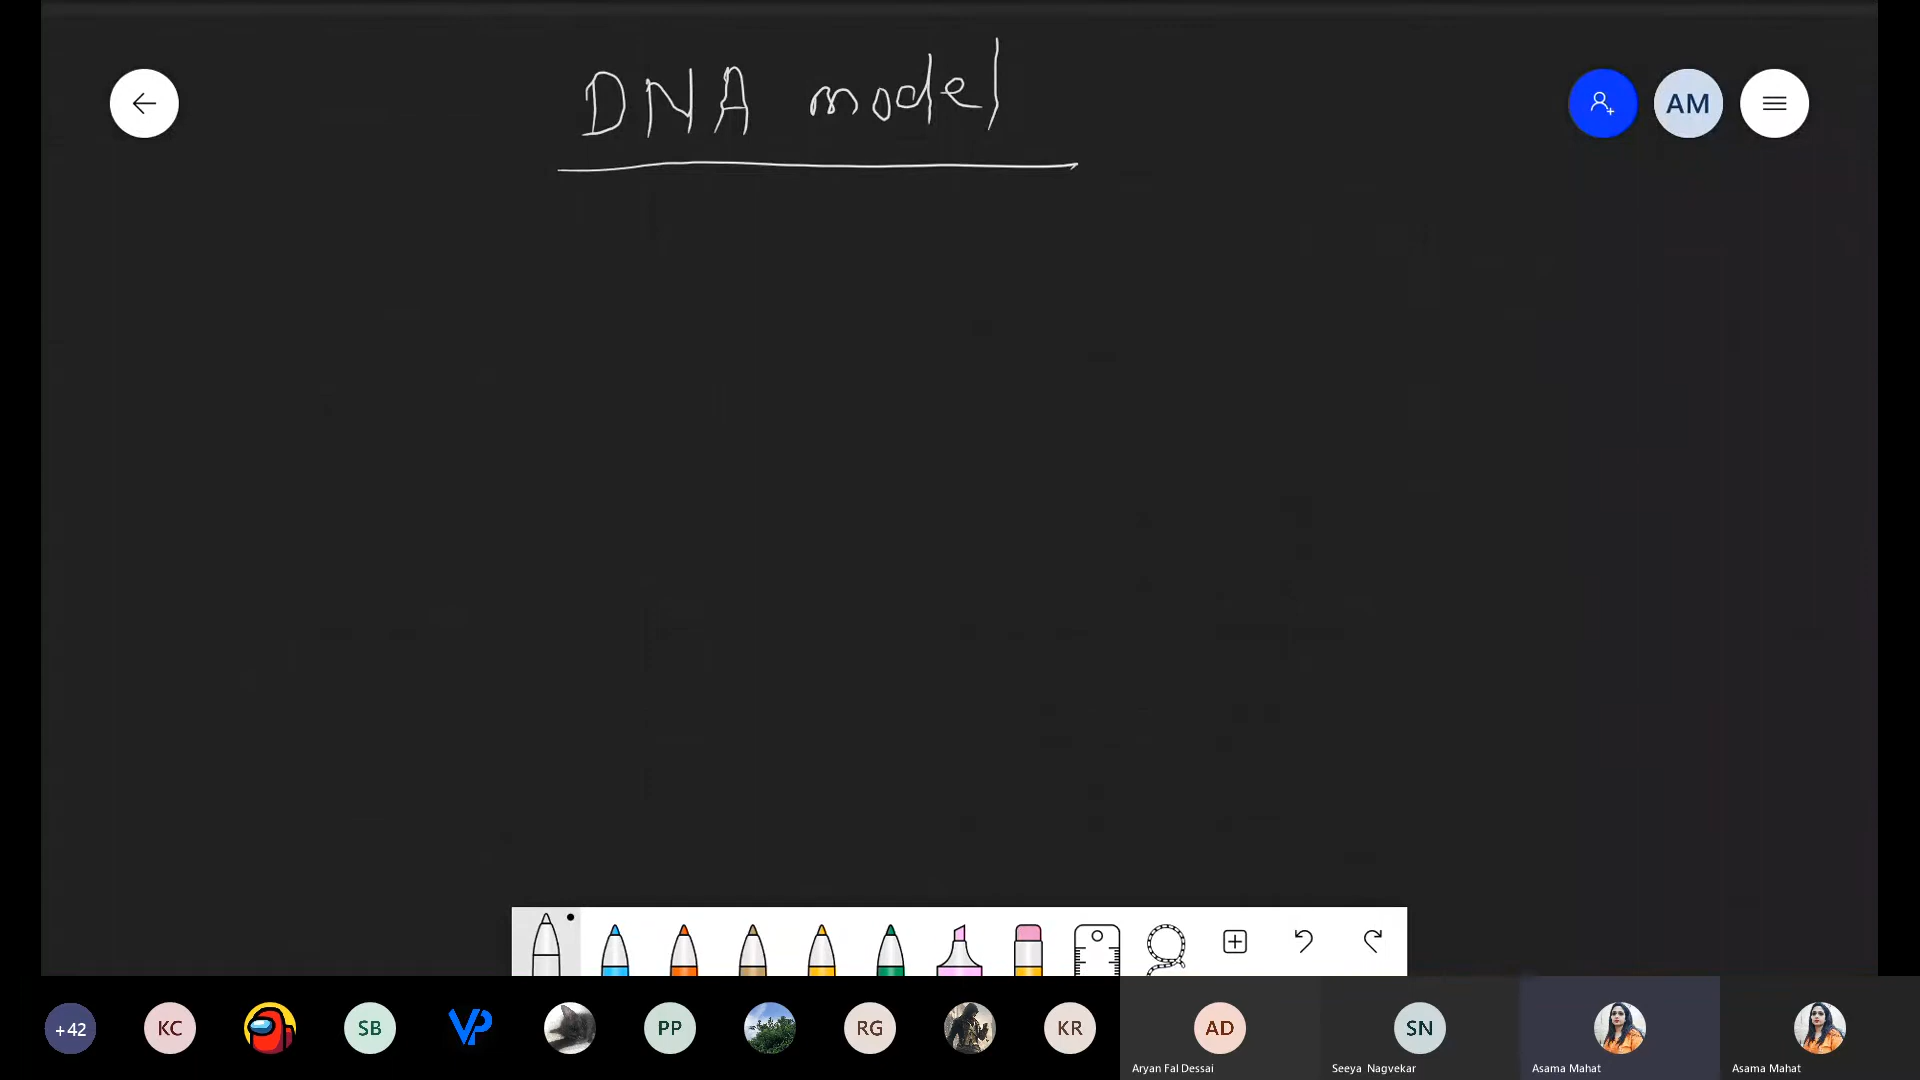 DNA model
AM
+42
KC
SB
VP
PP
RG
KR
AD
SN
Aryan Fal Dessai
Seeya Nagvekar
Asama Mahat
Asama Mahat